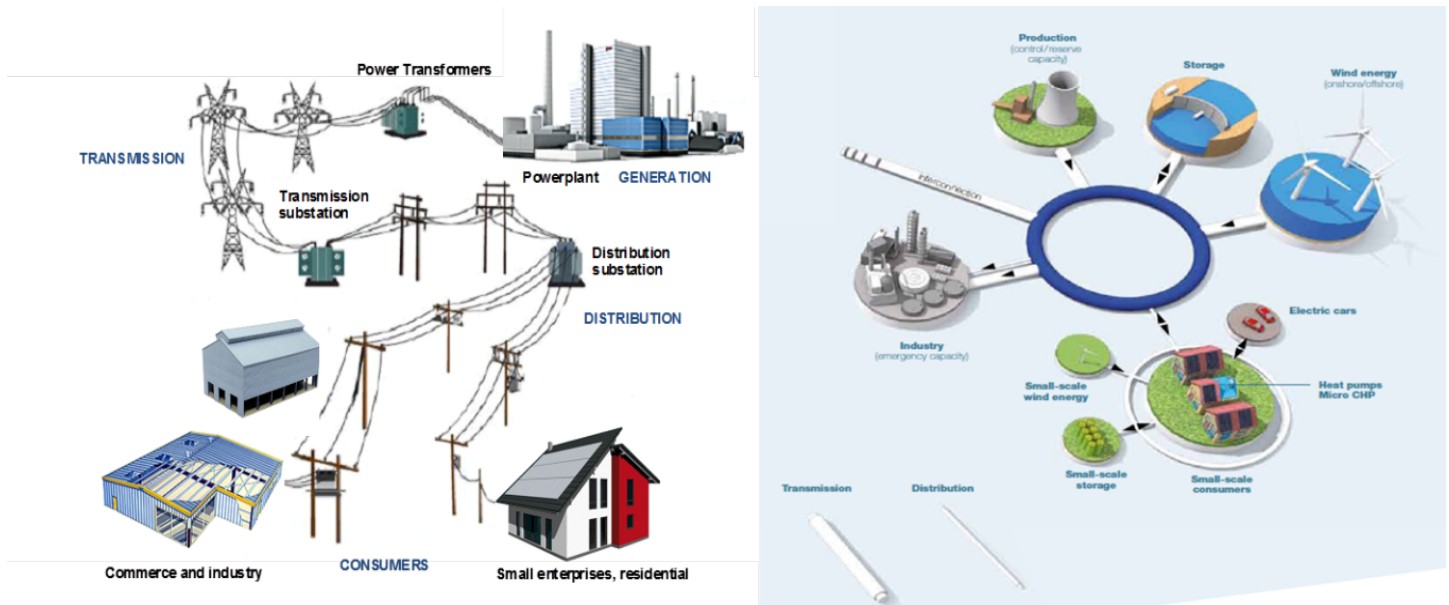 Power Transformers
TRANSMISSION
Powerplant
GENERATION
Transmission
substation
Distribution
substation
DISTRIBUTION
CONSUMERS
Commerce and industry
Small enterprises, residential
Production
(control/reserve
capacity)
Storage
Wind energy
(onshore/offshore)
interconnection
Industry
(emergency capacity)
Electric cars
Small-scale
wind energy
Heat pumps
Micro CHP
Small-scale
storage
Small-scale
consumers
Transmission
Distribution